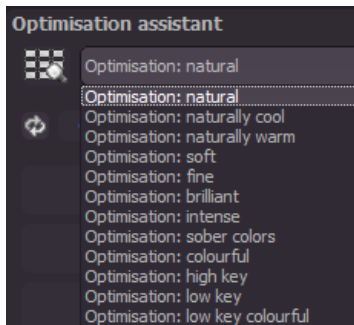 Optimisation assistant
Optimisation: natural
Optimisation: natural
Optimisation: naturally cool
Optimisation: naturally warm
Optimisation: soft
Optimisation: fine
Optimisation: brilliant
Optimisation: intense
Optimisation: sober colors
Optimisation: colourful
Optimisation: high key
Optimisation: low key
Optimisation: low key colourful